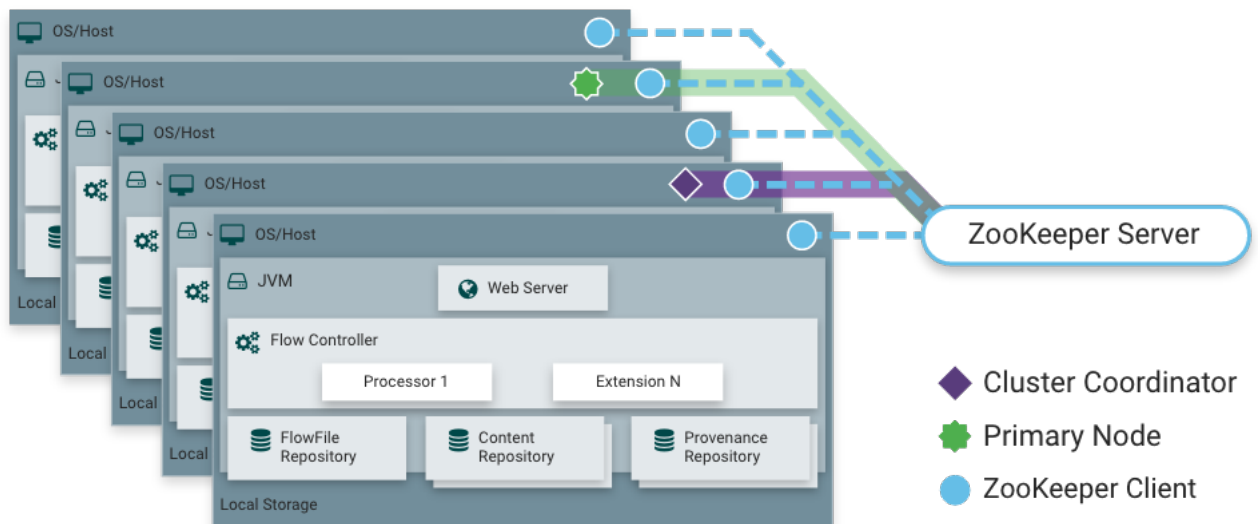 OS/Host
OS/Host
OS/Host
OS/Host
OS/Host
ZooKeeper Server
JVM
Web Server
Flow Controller
Processor 1
Extension N
FlowFile
Repository
Content
Repository
Provenance
Repository
Local
Local
Local
Local
Local Storage
Cluster Coordinator
Primary Node
ZooKeeper Client